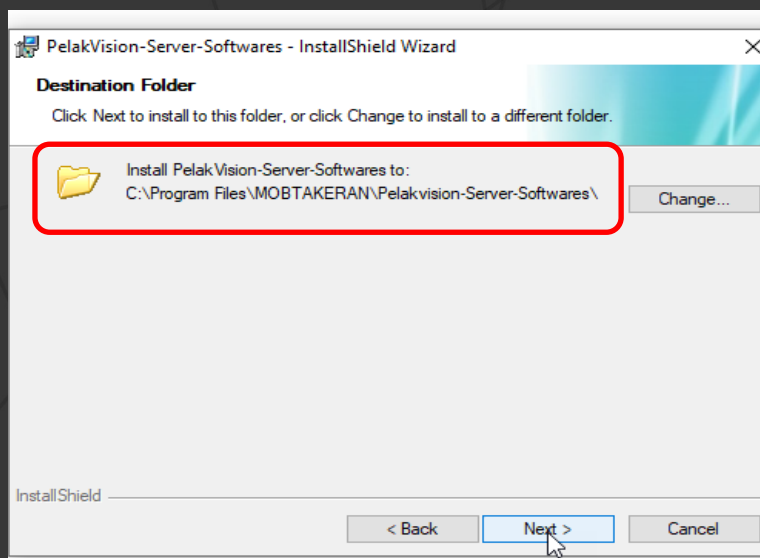 PelakVision-Server-Softwares - InstallShield Wizard
Destination Folder
Click Next to install to this folder, or click Change to install to a different folder.
Install PelakVision-Server-Softwares to:
C:\Program Files\MOBTAKERAN\Pelakvision-Server-Softwares\
Change...
InstallShield
< Back
Next >
Cancel